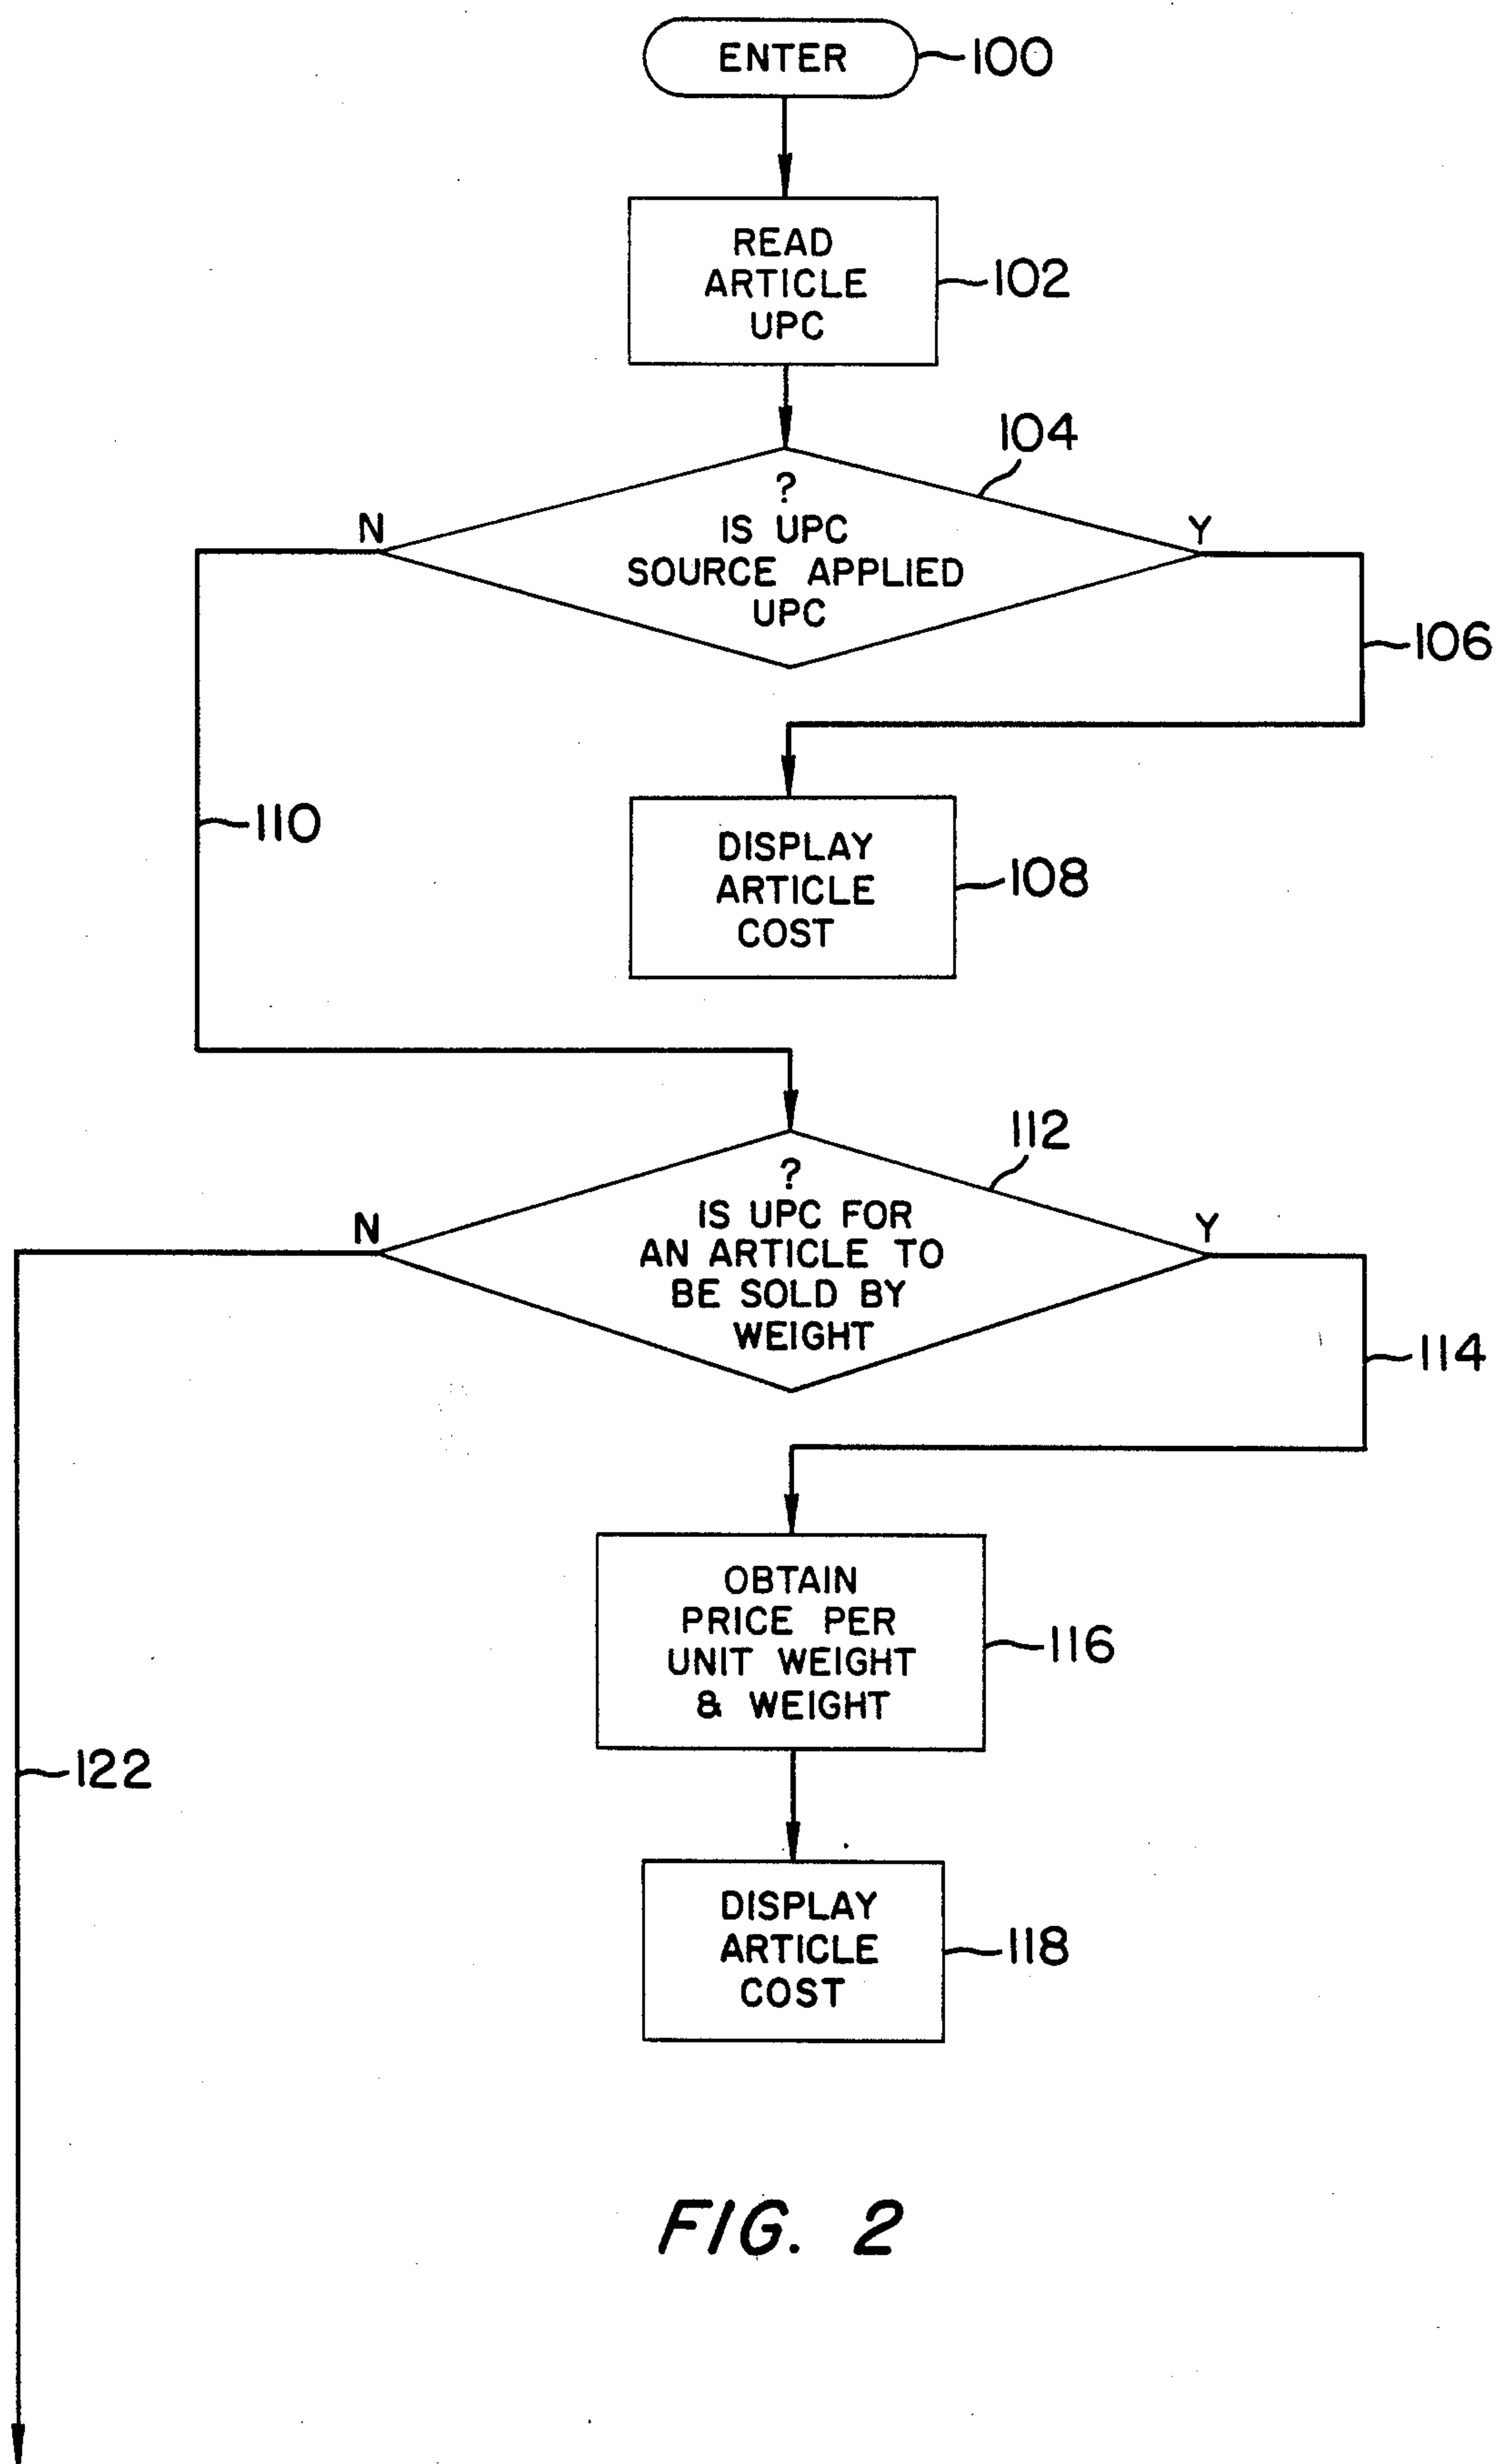 ENTER
100
READ
ARTICLE
UPC
102
104
?
IS UPC
SOURCE APPLIED
UPC
N
Y
106
110
DISPLAY
ARTICLE
COST
108
112
?
IS UPC FOR
AN ARTICLE TO
BE SOLD BY
WEIGHT
N
Y
114
OBTAIN
PRICE PER
UNIT WEIGHT
& WEIGHT
116
122
DISPLAY
ARTICLE
COST
118
FIG. 2